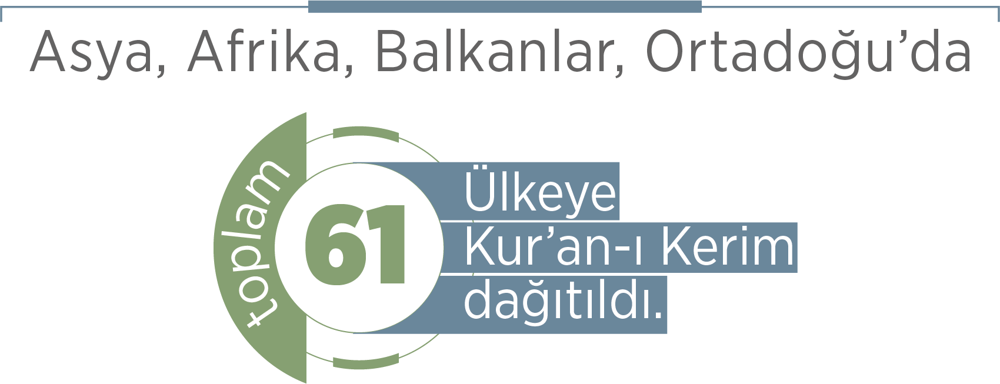 Asya, Afrika, Balkanlar, Ortadoğu’da
toplam
61
Ülkeye
Kur’an-ı Kerim
dağıtıldı.